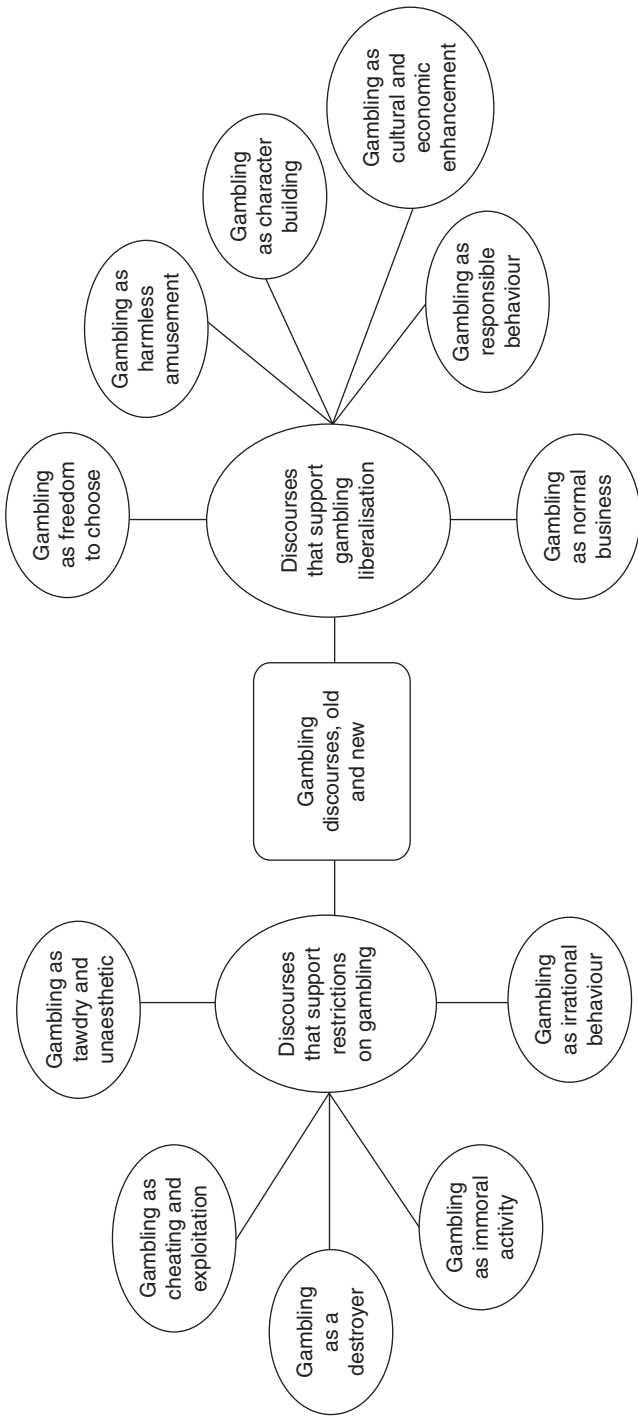 Gambling as
tawdry and
unaesthetic
Gambling as
cheating and
exploitation
Gambling
as a
destroyer
Gambling
as immoral
activity
Gambling
as irrational
behaviour
Discourses
that support
restrictions
on gambling
Gambling
discourses, old
and new
Discourses
that support
gambling
liberalisation
Gambling
as freedom
to choose
Gambling as
harmless
amusement
Gambling
as character
building
Gambling as
cultural and
economic
enhancement
Gambling as
responsible
behaviour
Gambling
as normal
business